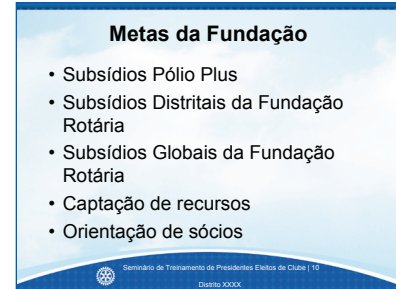 Metas da Fundação
• Subsídios Pólio Plus
• Subsídios Distritais da Fundação
Rotária
• Subsídios Globais da Fundação
Rotária
• Captação de recursos
• Orientação de sócios
Seminário de Treinamento de Presidentes Eleitos de Clube | 10
Distrito XXXX